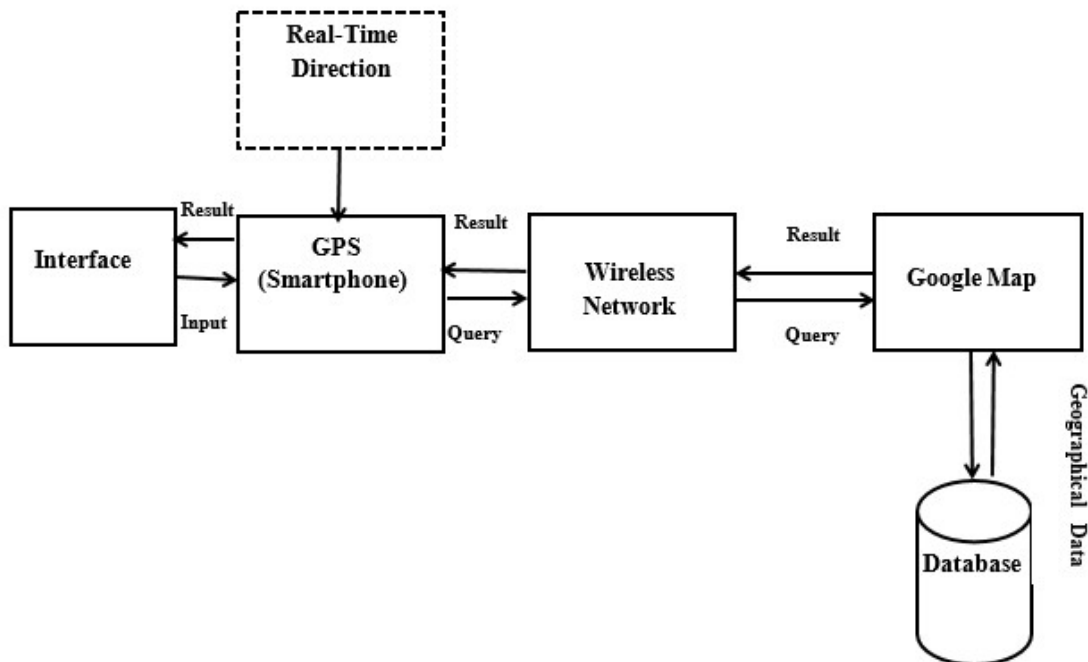 Real-Time
Direction
Result
Interface
Input
GPS
(Smartphone)
Result
Query
Wireless
Network
Result
Query
Google Map
Geographical Data
Database